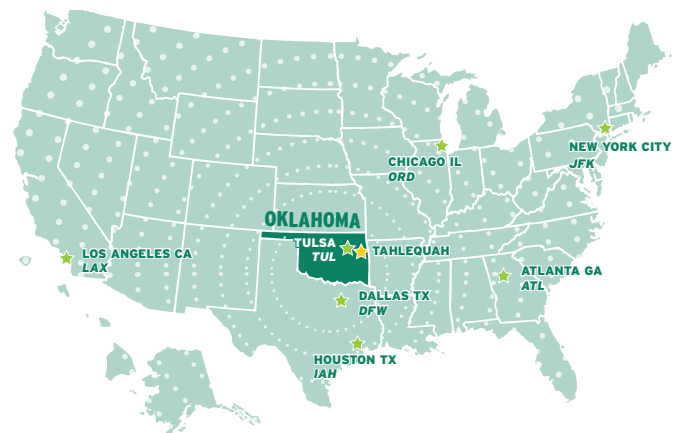 NEW YORK CITY
JFK
CHICAGO IL
ORD
OKLAHOMA
TULSA
TUL
TAHLEQUAH
LOS ANGELES CA
LAX
ATLANTA GA
ATL
DALLAS TX
DFW
HOUSTON TX
IAH